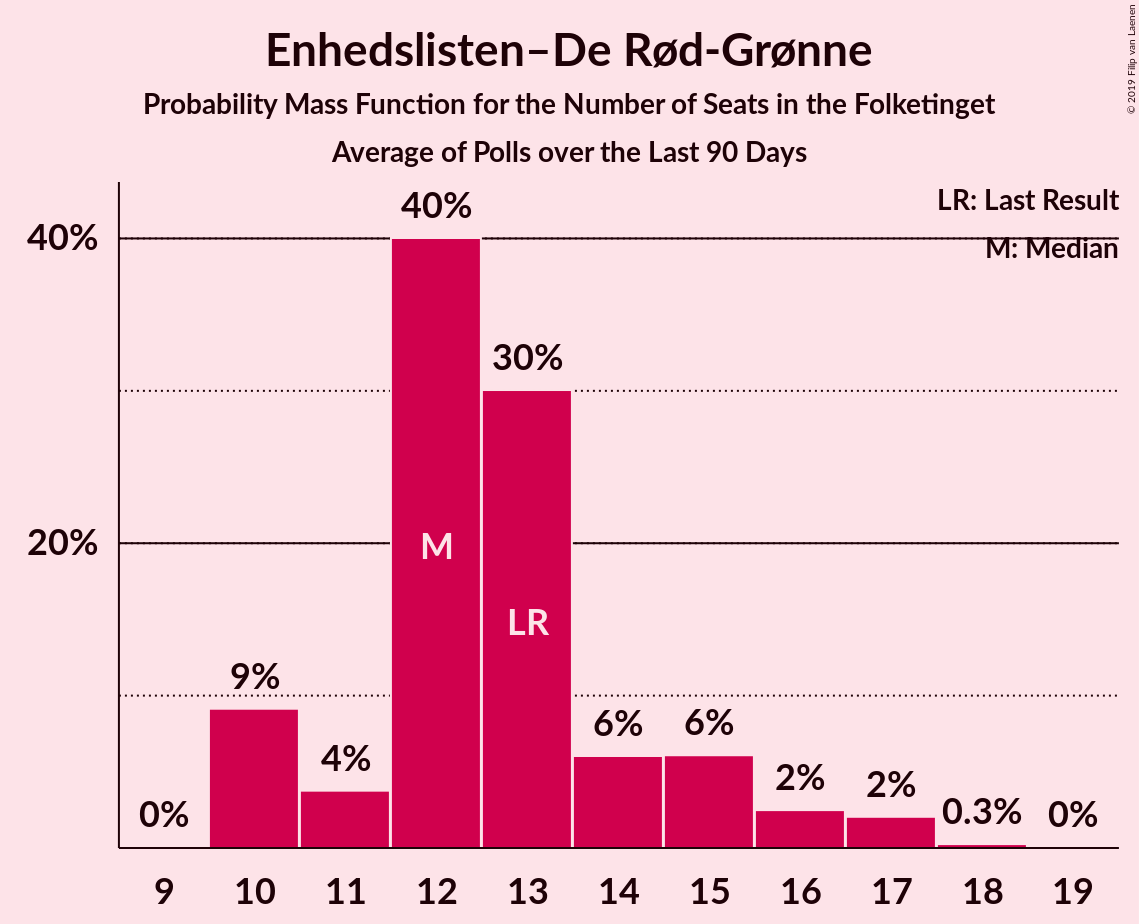 Enhedslisten–De Rød-Grønne
Probability Mass Function for the Number of Seats in the Folketinget
Average of Polls over the Last 90 Days
© 2019 Filip van Laenen
LR: Last Result
M: Median
40%
20%
0%
9%
4%
40%
30%
6%
6%
2%
2%
0.3%
0%
M
LR
9 10 11 12 13 14 15 16 17 18 19